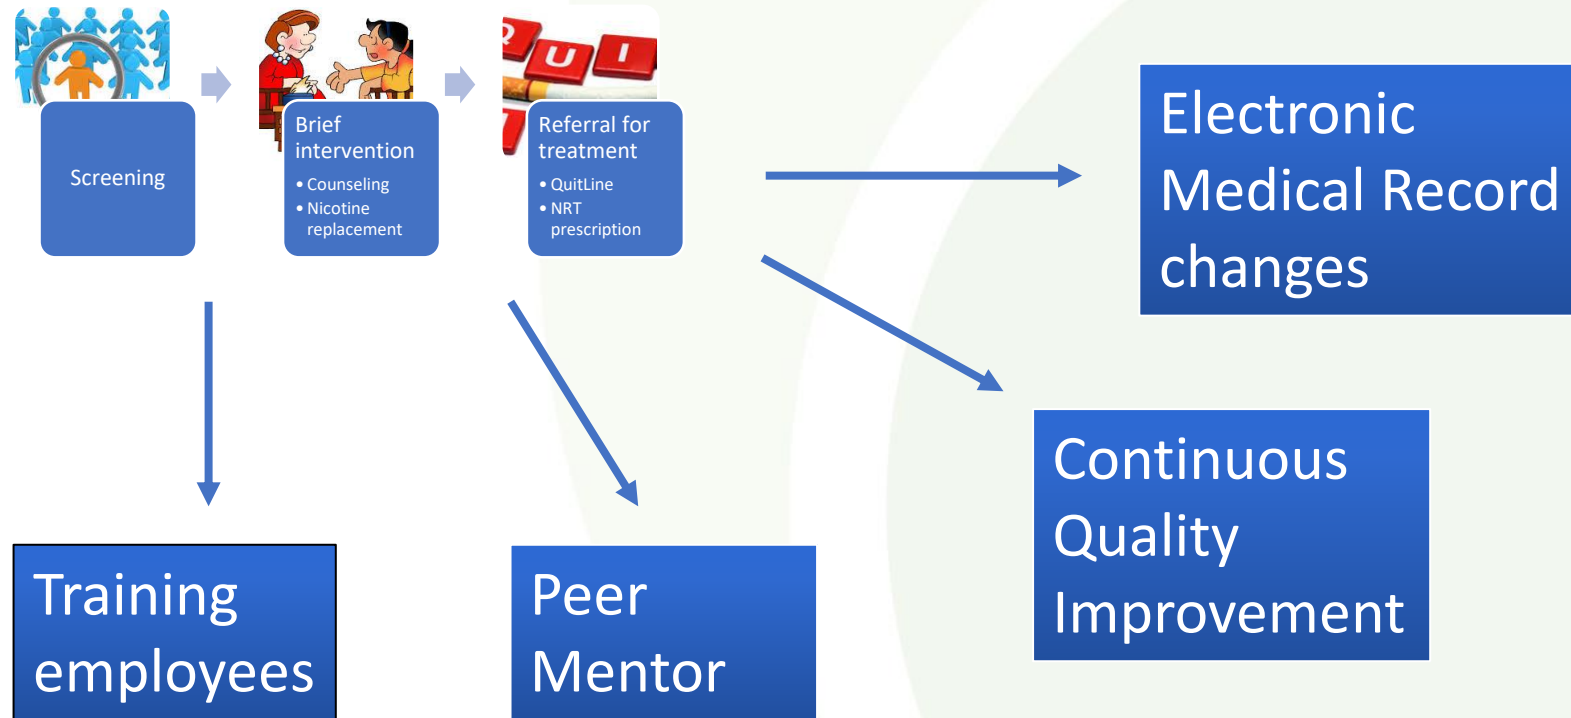 QUI
T
Screening
Brief
intervention
• Counseling
• Nicotine
replacement
Referral for
treatment
• QuitLine
• NRT
prescription
Electronic
Medical Record
changes
Continuous
Quality
Improvement
Training
employees
Peer
Mentor